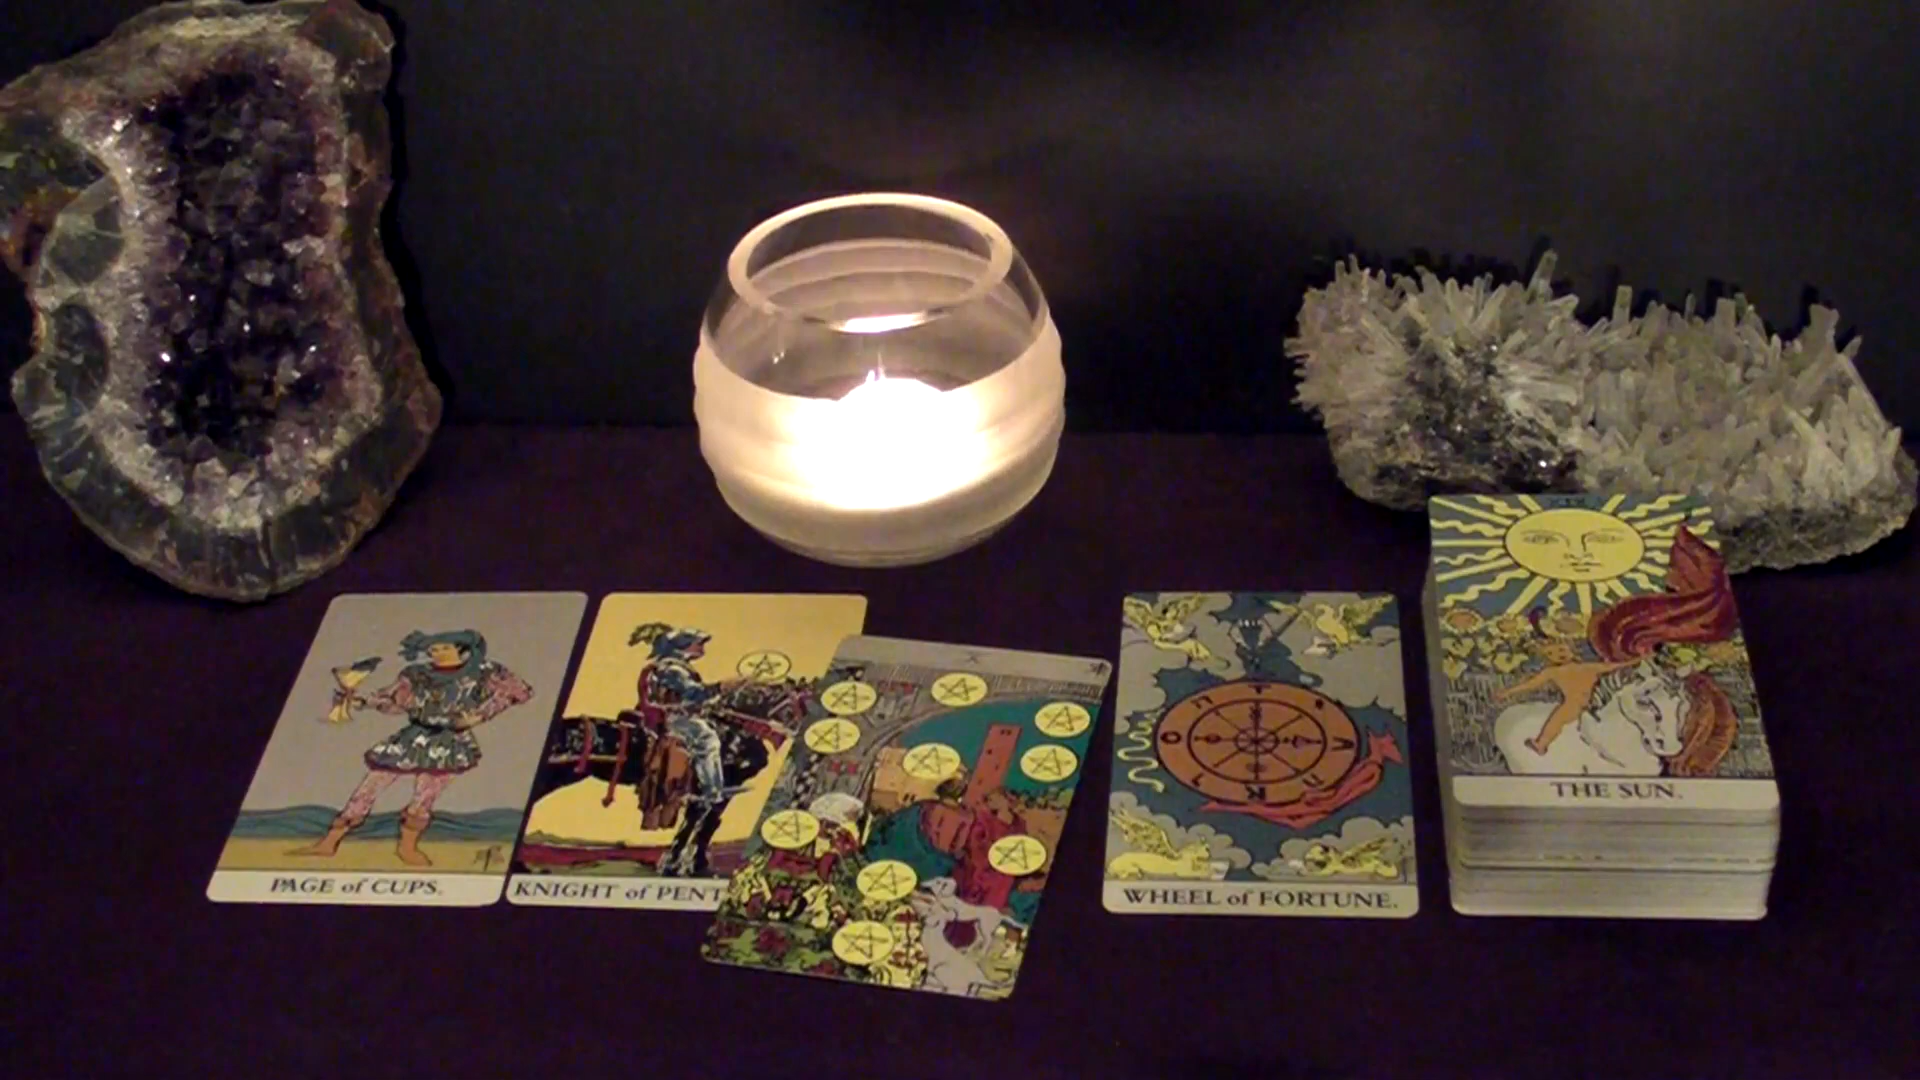 PAGE of CUPS.
KNIGHT of PENT
X
WHEEL of FORTUNE.
THE SUN.